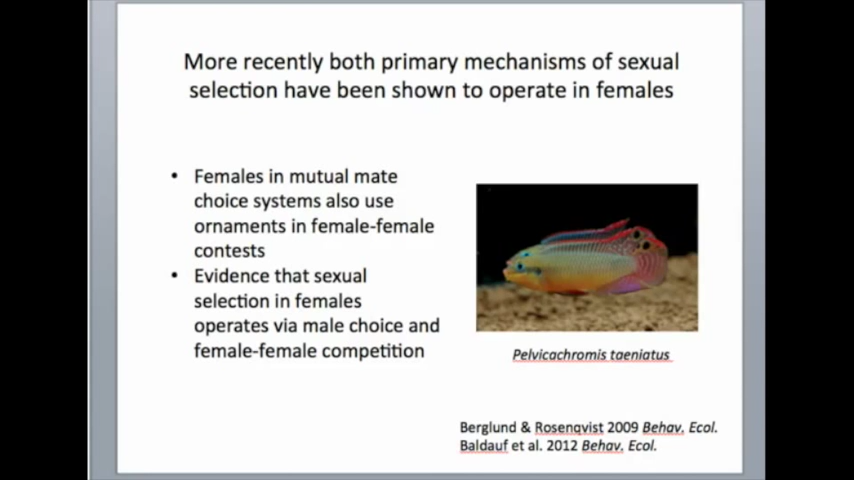 More recently both primary mechanisms of sexual
selection have been shown to operate in females
• Females in mutual mate
choice systems also use
ornaments in female-female
contests
• Evidence that sexual
selection in females
operates via male choice and
female-female competition
Pelvicachromis taeniatus
Berglund & Rosenqvist 2009 Behav. Ecol.
Baldauf et al. 2012 Behav. Ecol.